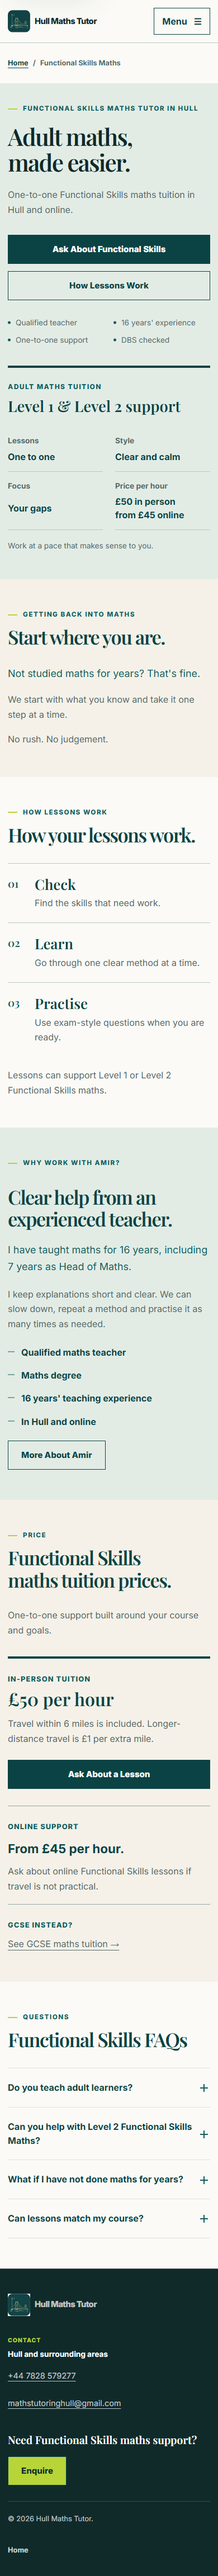 Hull Maths Tutor
Menu
Home / Functional Skills Maths
FUNCTIONAL SKILLS MATHS TUTOR IN HULL
Adult maths,
made easier.
One-to-one Functional Skills maths tuition in
Hull and online.
Ask About Functional Skills
How Lessons Work
Qualified teacher
16 years' experience
One-to-one support
DBS checked
ADULT MATHS TUITION
Level 1 & Level 2 support
Lessons
One to one
Style
Clear and calm
Focus
Your gaps
Price per hour
£50 in person
from £45 online
Work at a pace that makes sense to you.
GETTING BACK INTO MATHS
Start where you are.
Not studied maths for years? That's fine.
We start with what you know and take it one
step at a time.
No rush. No judgement.
HOW LESSONS WORK
How your lessons work.
01 Check
Find the skills that need work.
02 Learn
Go through one clear method at a time.
03 Practise
Use exam-style questions when you are
ready.
Lessons can support Level 1 or Level 2
Functional Skills maths.
WHY WORK WITH AMIR?
Clear help from an
experienced teacher.
I have taught maths for 16 years, including
7 years as Head of Maths.
I keep explanations short and clear. We can
slow down, repeat a method and practise it as
many times as needed.
Qualified maths teacher
Maths degree
16 years' teaching experience
In Hull and online
More About Amir
PRICE
Functional Skills
maths tuition prices.
One-to-one support built around your course
and goals.
IN-PERSON TUITION
£50 per hour
Travel within 6 miles is included. Longer-
distance travel is £1 per extra mile.
Ask About a Lesson
ONLINE SUPPORT
From £45 per hour.
Ask about online Functional Skills lessons if
travel is not practical.
GCSE INSTEAD?
See GCSE maths tuition →
QUESTIONS
Functional Skills FAQs
Do you teach adult learners?
Can you help with Level 2 Functional Skills
Maths?
What if I have not done maths for years?
Can lessons match my course?
Hull Maths Tutor
CONTACT
Hull and surrounding areas
+44 7828 579277
mathstutoringhull@gmail.com
Need Functional Skills maths support?
Enquire
© 2026 Hull Maths Tutor.
Home